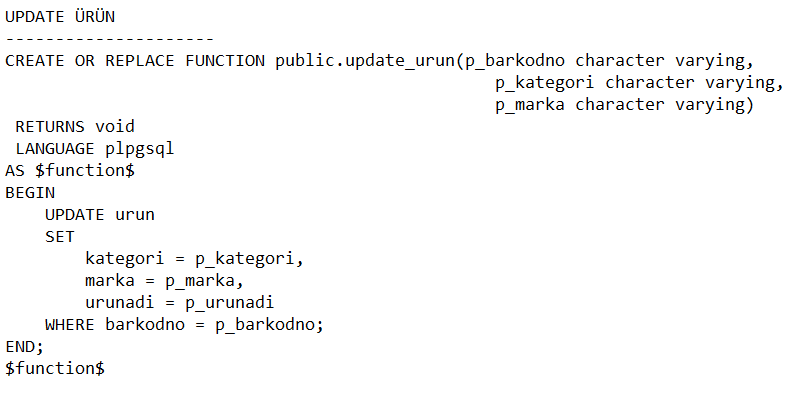 UPDATE ÜRÜN
---------------------
CREATE OR REPLACE FUNCTION public.update_urun(p_barkodno character varying,
                                                 p_kategori character varying,
                                                 p_marka character varying)
 RETURNS void
 LANGUAGE plpgsql
AS $function$
BEGIN
    UPDATE urun
    SET
        kategori = p_kategori,
        marka = p_marka,
        urunadi = p_urunadi
    WHERE barkodno = p_barkodno;
END;
$function$